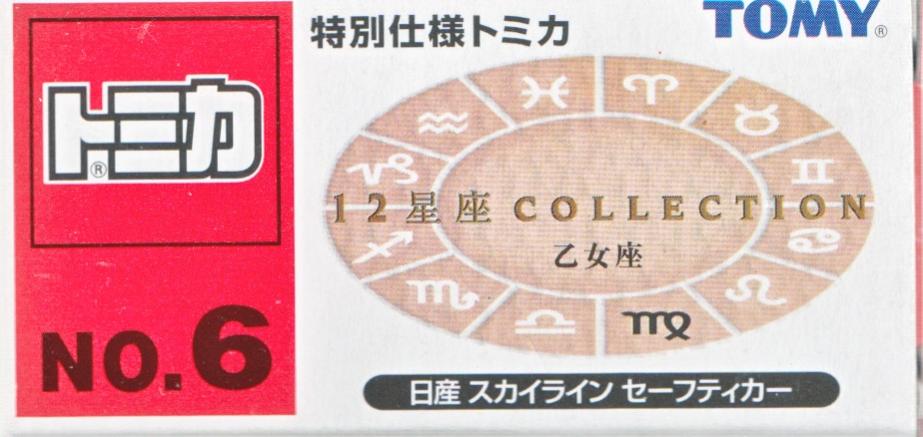 トミカ®
NO.6
特別仕様トミカ
TOMY®
12星座 COLLECTION
乙女座
日産 スカイライン セーフティカー